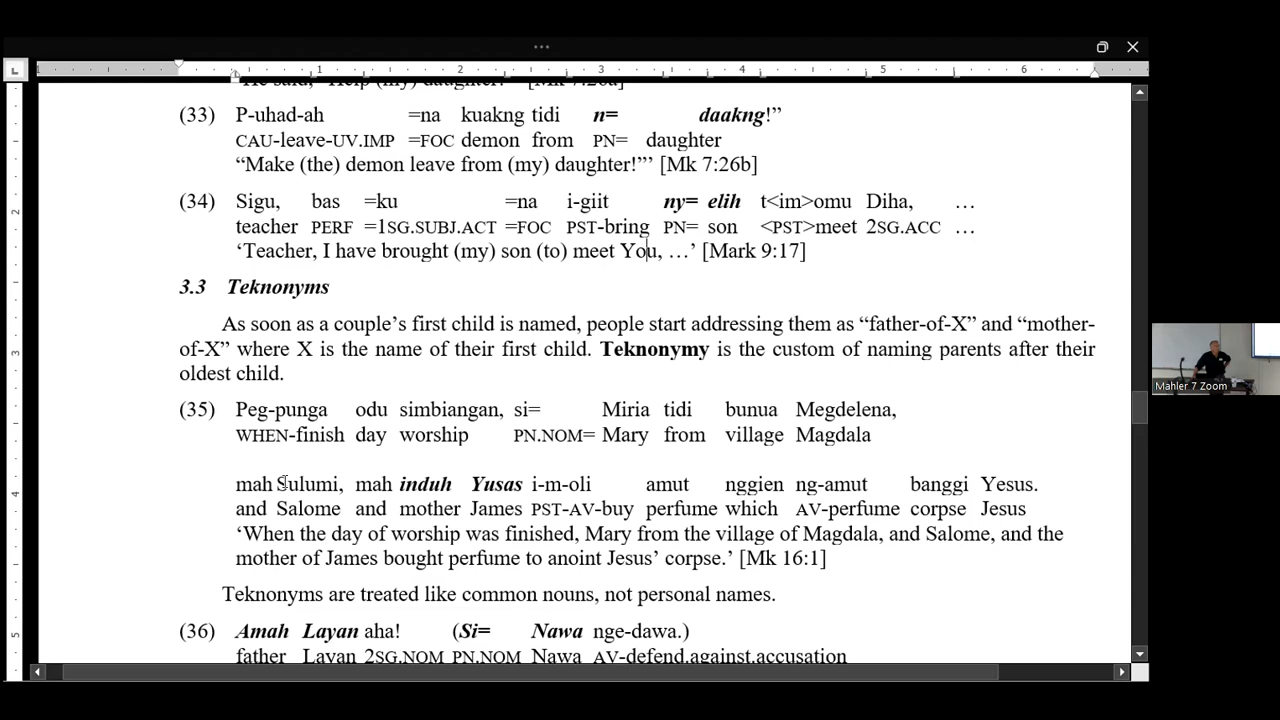 (33) P-uhad-ah =na kuakng tidi n= daakng!”
CAU-leave-UV.IMP =FOC demon from PN= daughter
“Make (the) demon leave from (my) daughter!”’ [Mk 7:26b]
(34) Sigu, bas =ku =na i-giit ny= elih t<im>omu Diha, …
teacher PERF =1SG.SUBJ.ACT =FOC PST-bring PN= son <PST>meet 2SG.ACC …
‘Teacher, I have brought (my) son (to) meet You, …’ [Mark 9:17]
3.3 Teknonyms
As soon as a couple’s first child is named, people start addressing them as “father-of-X” and “mother-
of-X” where X is the name of their first child. Teknonymy is the custom of naming parents after their
oldest child.
(35) Peg-punga odu simbiangan, si= Miria tidi bunua Megdelena,
WHEN-finish day worship PN.NOM= Mary from village Magdala
mah Sulumi, mah induh Yusas i-m-oli amut nggien ng-amut banggi Yesus.
and Salome and mother James PST-AV-buy perfume which AV-perfume corpse Jesus
‘When the day of worship was finished, Mary from the village of Magdala, and Salome, and the
mother of James bought perfume to anoint Jesus’ corpse.’ [Mk 16:1]
Teknonyms are treated like common nouns, not personal names.
(36) Amah Layan aha! (Si= Nawa nge-dawa.)
father Layan 2SG.NOM PN.NOM Nawa AV-defend.against.accusation
Mahler 7 Zoom